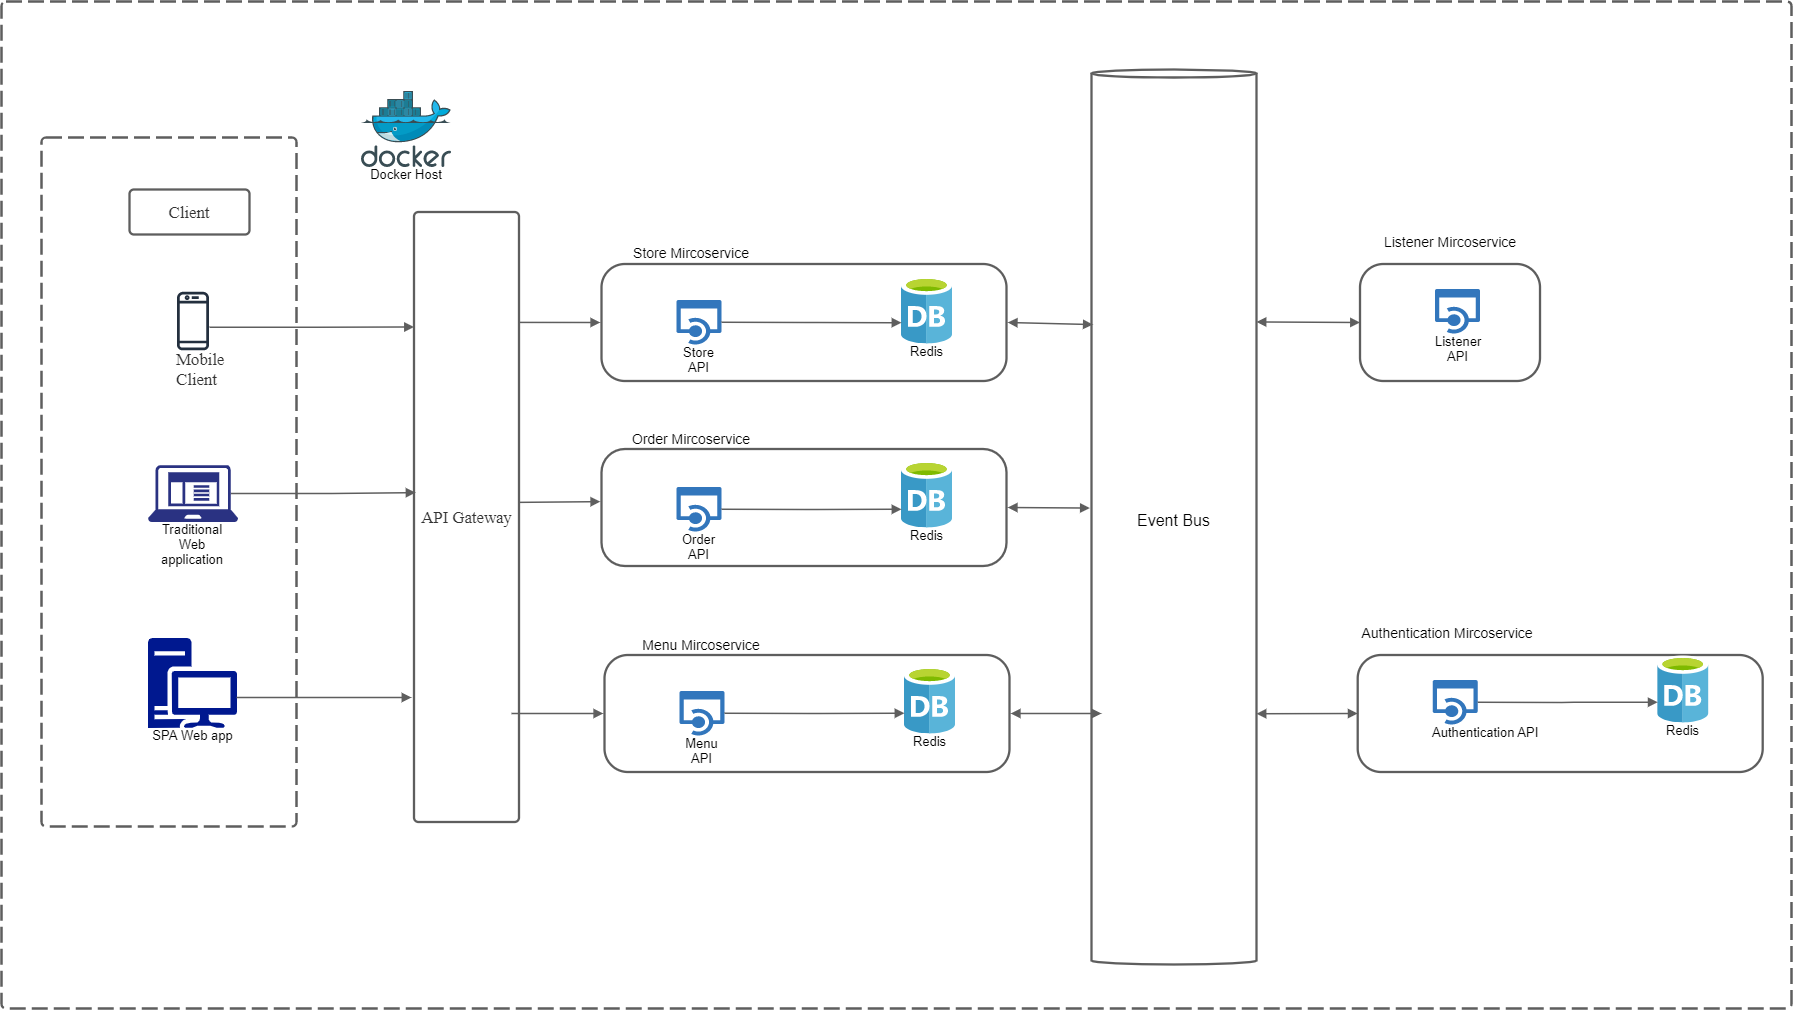 docker
Docker Host
Client
Mobile
Client
Traditional
Web
application
SPA Web app
API Gateway
Store Mircoservice
Store
API
DB
Redis
Order Mircoservice
Order
API
DB
Redis
Menu Mircoservice
Menu
API
DB
Redis
Event Bus
Listener Mircoservice
Listener
API
Authentication Mircoservice
Authentication API
DB
Redis